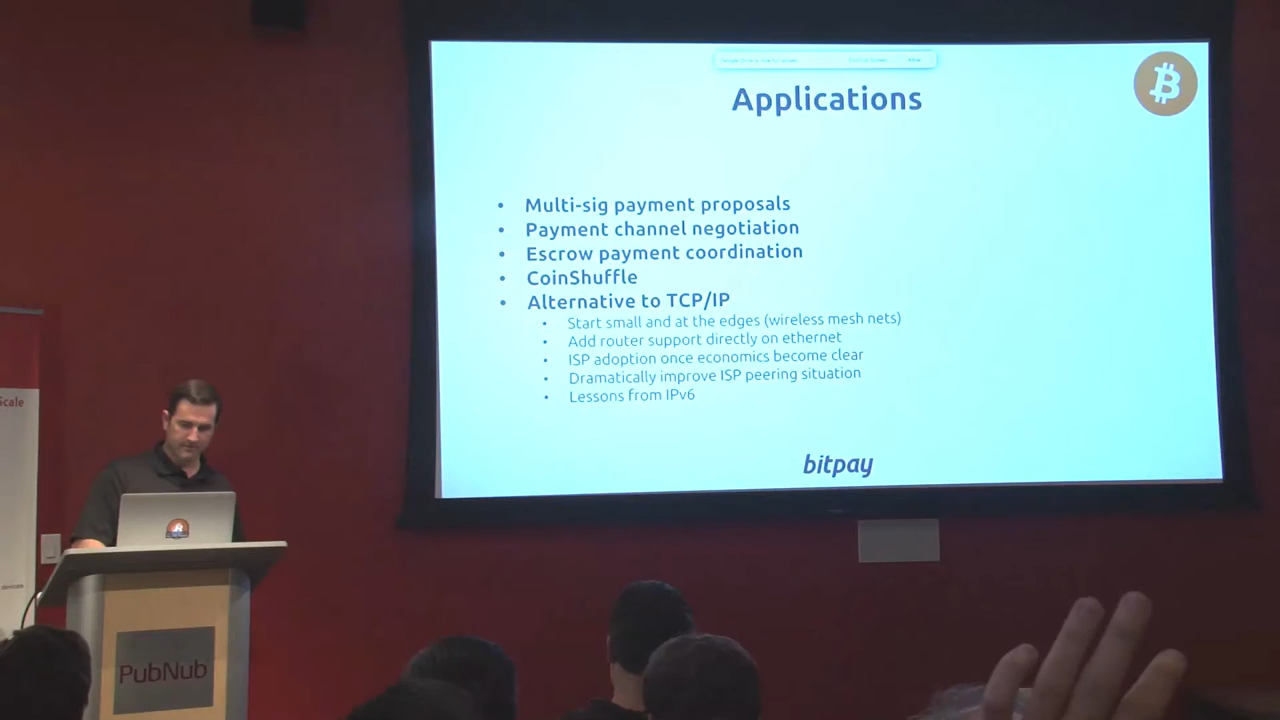 Applications
• Multi-sig payment proposals
• Payment channel negotiation
• Escrow payment coordination
• CoinShuffle
• Alternative to TCP/IP
• Start small and at the edges (wireless mesh nets)
• Add router support directly on ethernet
• ISP adoption once economics become clear
• Dramatically improve ISP peering situation
• Lessons from IPv6
bitpay
Scale
PubNub